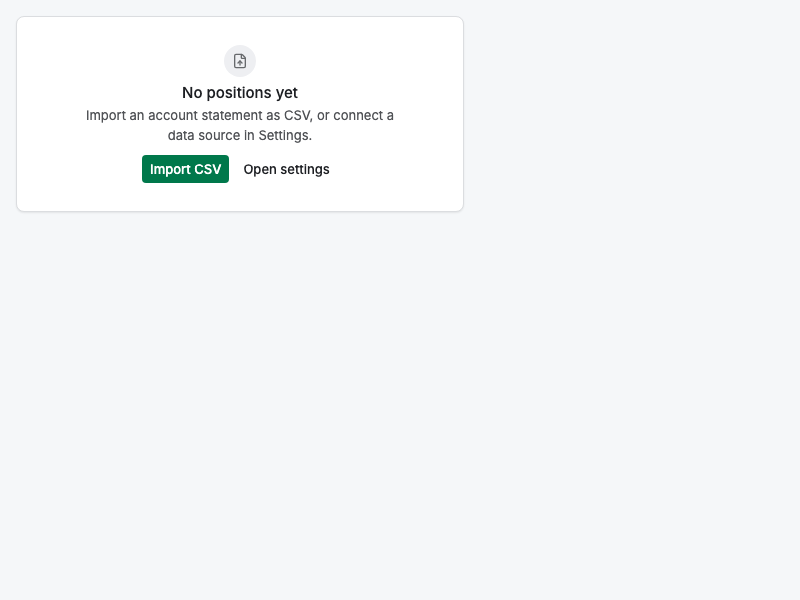 No positions yet
Import an account statement as CSV, or connect a
data source in Settings.
Import CSV
Open settings